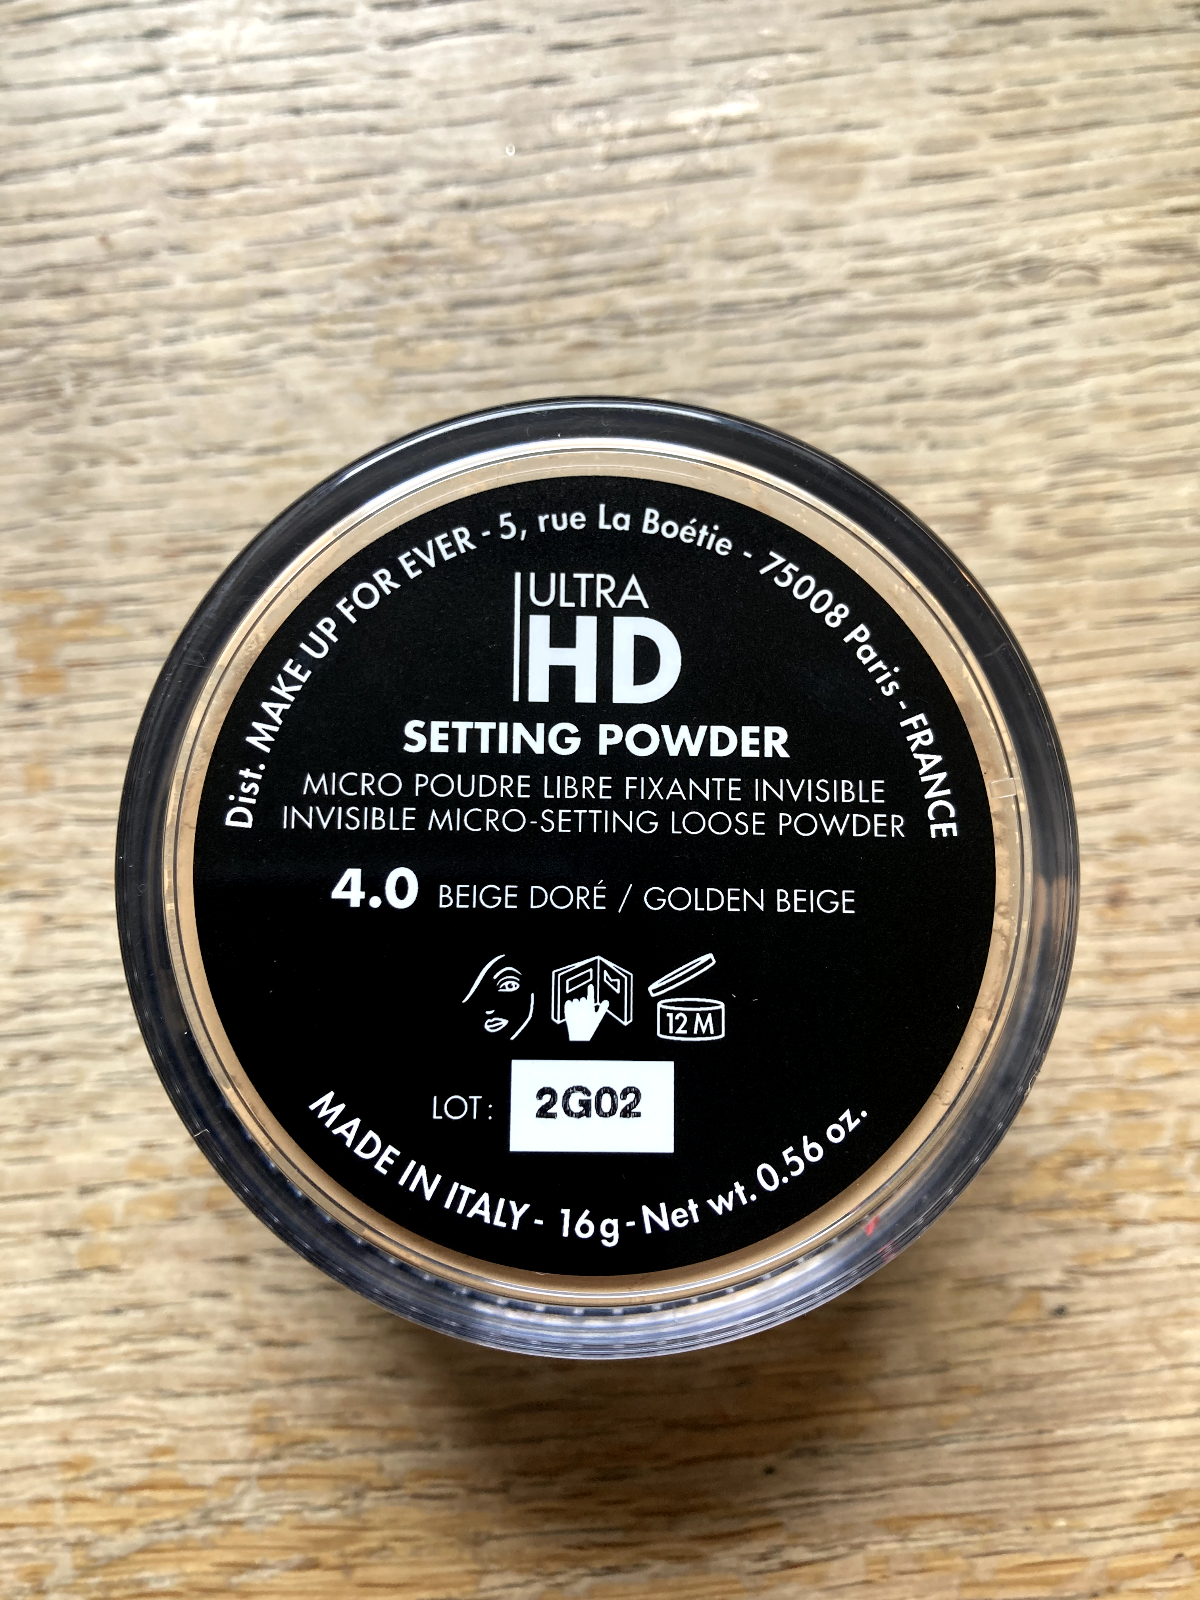 Dist. MAKE UP FOR EVER - 5, rue La Boétie - 75008 Paris - FRANCE
ULTRA
HD
SETTING POWDER
MICRO POUDRE LIBRE FIXANTE INVISIBLE
INVISIBLE MICRO-SETTING LOOSE POWDER
4.0 BEIGE DORÉ / GOLDEN BEIGE
12 M
LOT: 2G02
MADE IN ITALY - 16g - Net wt. 0.56 oz.